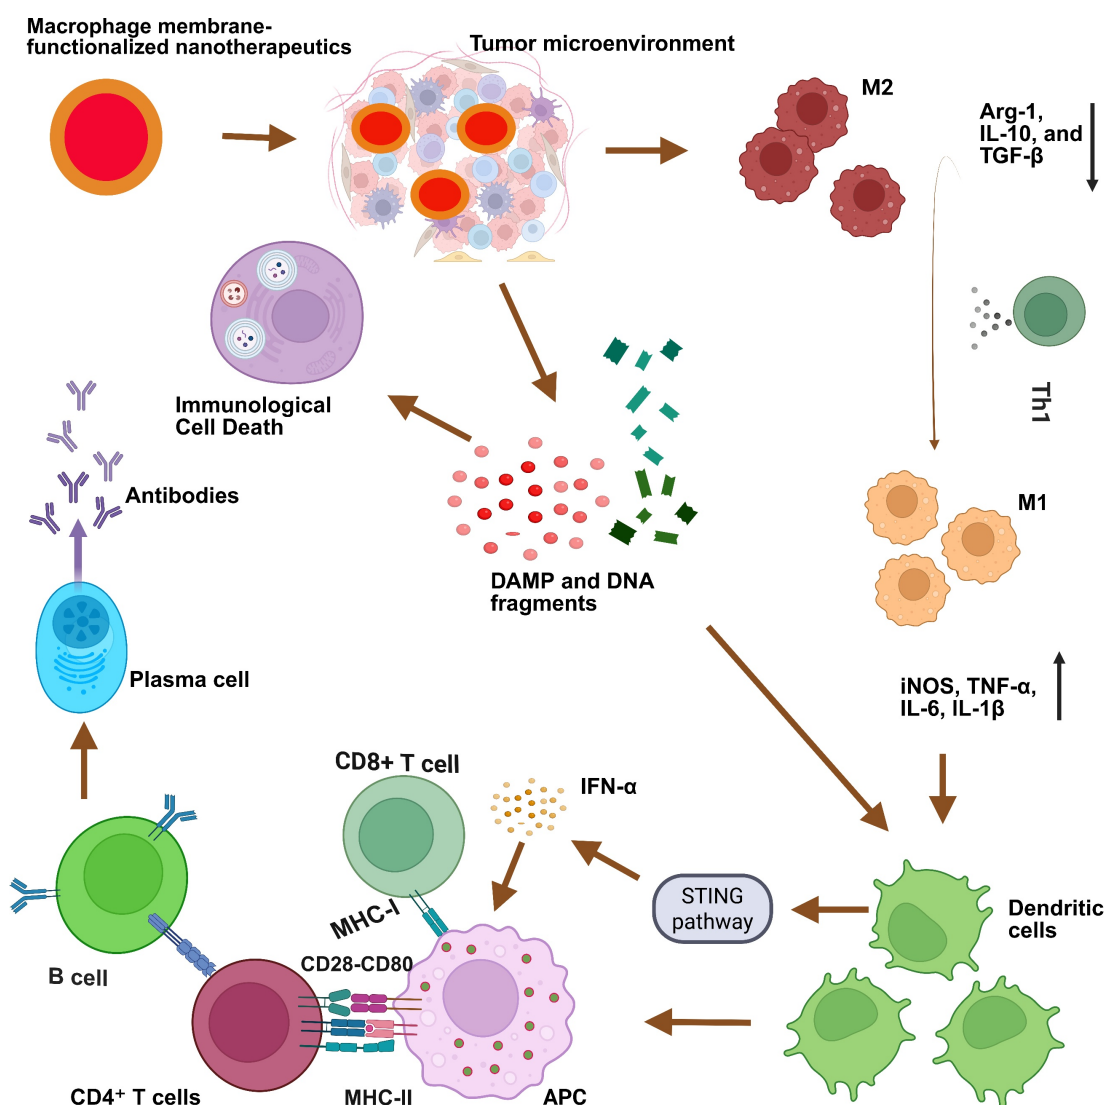 Macrophage membrane-
functionalized nanotherapeutics
Tumor microenvironment
M2
Arg-1,
IL-10, and
TGF-β
Th1
Immunological
Cell Death
Antibodies
M1
DAMP and DNA
fragments
Plasma cell
iNOS, TNF-α,
IL-6, IL-1β
CD8+ T cell
IFN-α
STING
pathway
Dendritic
cells
MHC-I
B cell
CD28-CD80
CD4⁺ T cells
MHC-II
APC